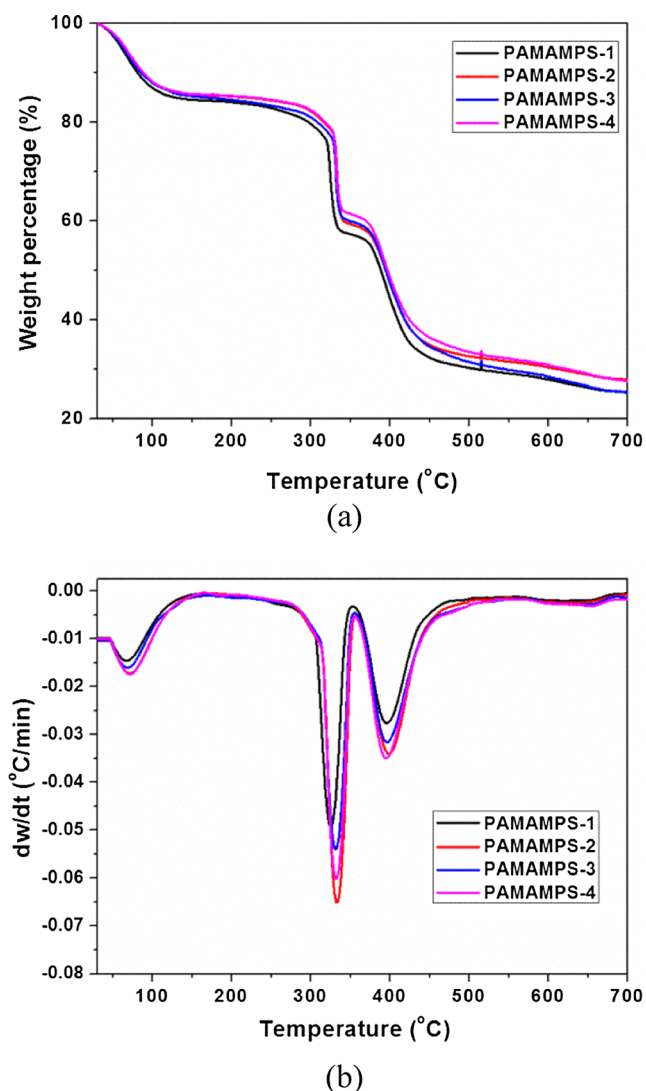 100
80
60
40
20
Weight percentage (%)
PAMAMPS-1
PAMAMPS-2
PAMAMPS-3
PAMAMPS-4
100 200 300 400 500 600 700
Temperature (°C)
(a)
0.00
-0.01
-0.02
-0.03
-0.04
-0.05
-0.06
-0.07
-0.08
dw/dt (°C/min)
PAMAMPS-1
PAMAMPS-2
PAMAMPS-3
PAMAMPS-4
100 200 300 400 500 600 700
Temperature (°C)
(b)